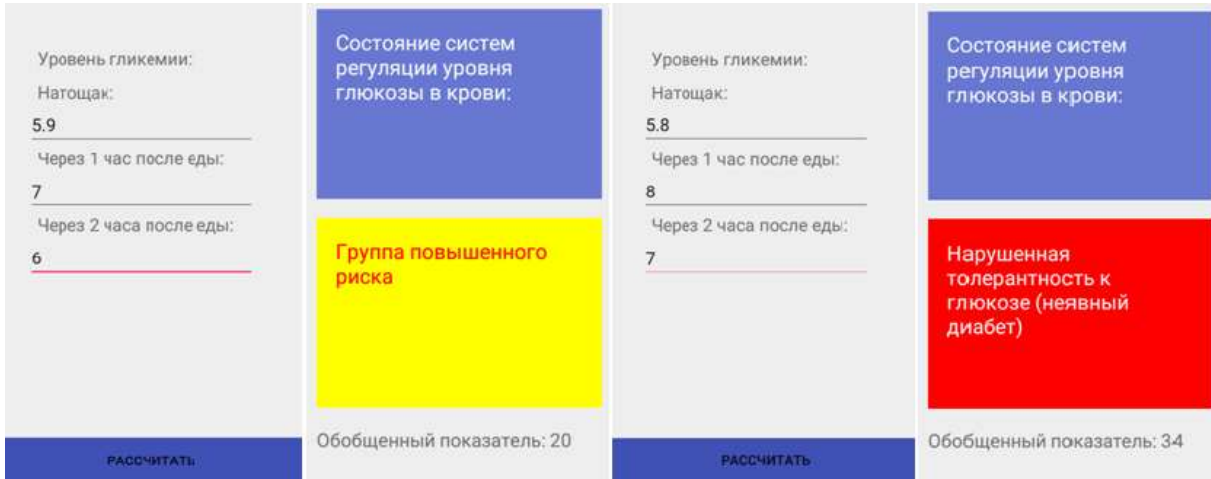 Уровень гликемии:
Натощак:
5.9
Через 1 час после еды:
7
Через 2 часа после еды:
6
РАССЧИТАТЬ
Состояние систем
регуляции уровня
глюкозы в крови:
Группа повышенного
риска
Обобщенный показатель: 20
Уровень гликемии:
Натощак:
5.8
Через 1 час после еды:
8
Через 2 часа после еды:
7
РАССЧИТАТЬ
Состояние систем
регуляции уровня
глюкозы в крови:
Нарушенная
толерантность к
глюкозе (неявный
диабет)
Обобщенный показатель: 34